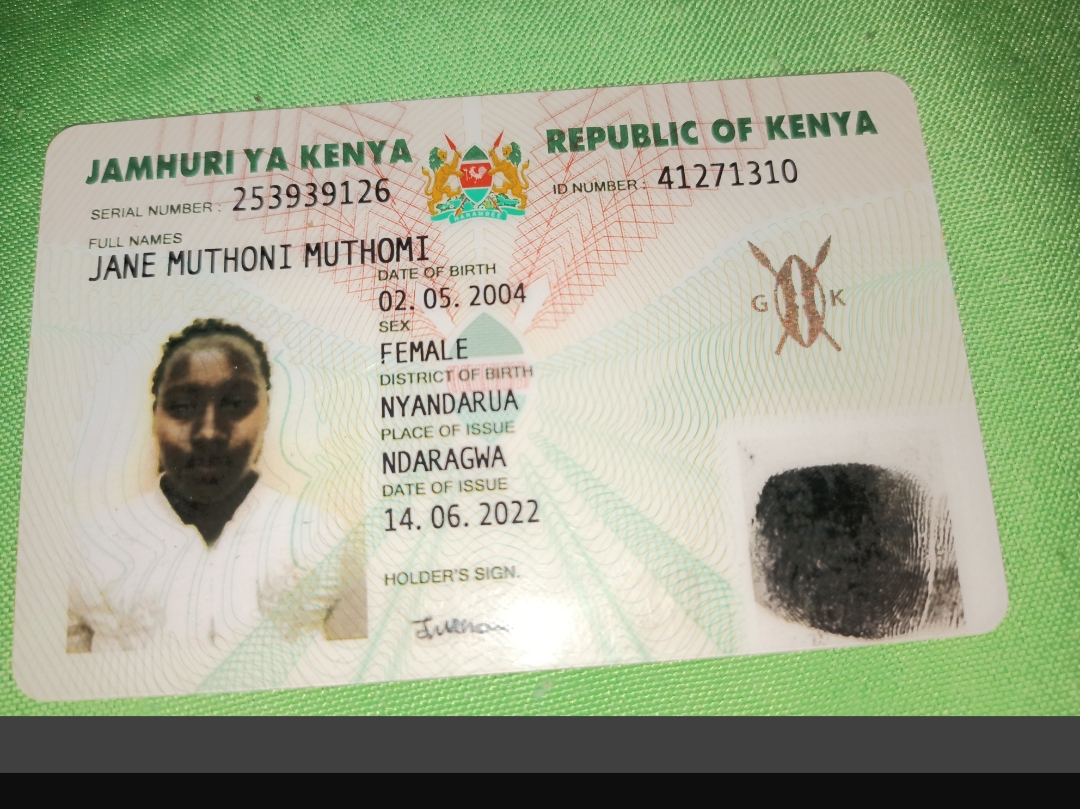 JAMHURI YA KENYA
REPUBLIC OF KENYA
SERIAL NUMBER : 253939126
ID NUMBER : 41271310
FULL NAMES
JANE MUTHONI MUTHOMI
DATE OF BIRTH
02. 05. 2004
SEX
FEMALE
DISTRICT OF BIRTH
NYANDARUA
PLACE OF ISSUE
NDARAGWA
DATE OF ISSUE
14. 06. 2022
HOLDER'S SIGN.
HARAMBEE
G K